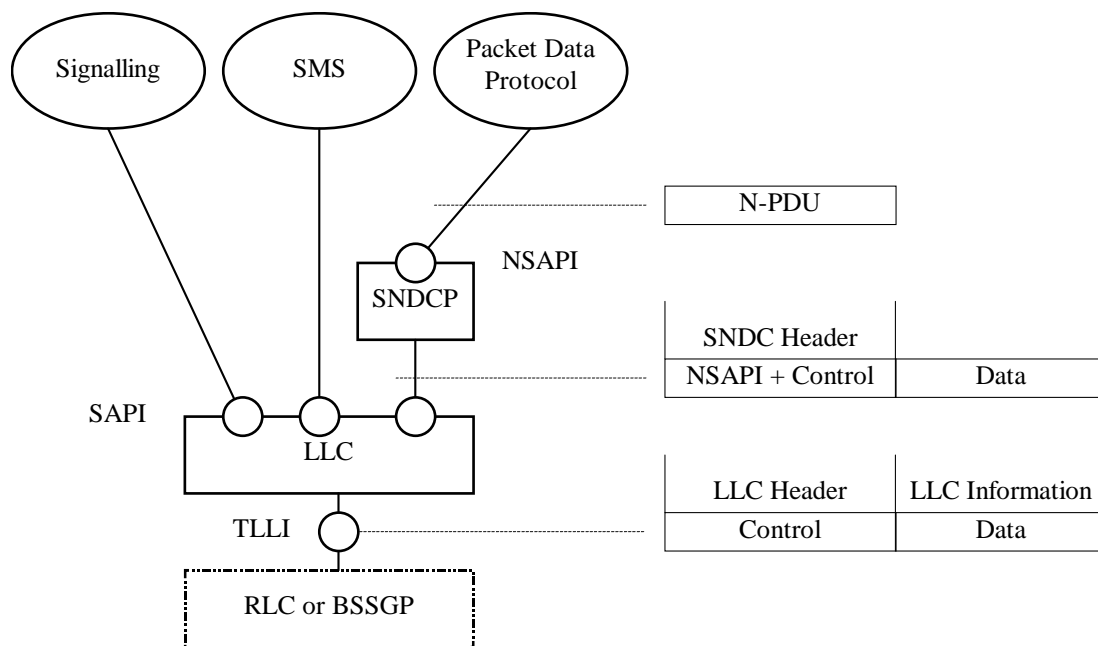 Signalling
SMS
Packet Data
Protocol
N-PDU
NSAPI
SNDCP
SNDC Header
NSAPI + Control
Data
SAPI
LLC
LLC Header
LLC Information
TLLI
Control
Data
RLC or BSSGP